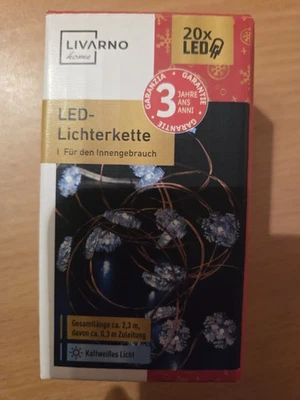 LIVARNO
home
20x
LED
GARANZIA · GARANTIE
3 JAHRE
ANS
ANNI
GARANZIA · GARANTIE
LED-
Lichterkette
Für den Innengebrauch
Gesamtlänge ca. 2,3 m,
davon ca. 0,3 m Zuleitung
Kaltweißes Licht